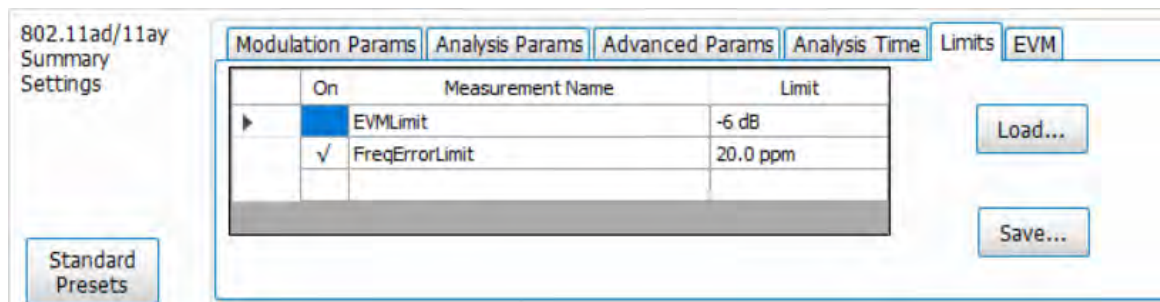 802.11ad/11ay
Summary
Settings
Modulation Params Analysis Params Advanced Params Analysis Time Limits EVM
On Measurement Name Limit
EVMLimit -6 dB
√ FreqErrorLimit 20.0 ppm
Load...
Save...
Standard
Presets